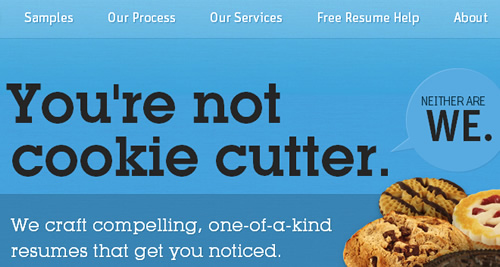 Samples Our Process Our Services Free Resume Help About
You're not
cookie cutter.
NEITHER ARE
WE.
We craft compelling, one-of-a-kind
resumes that get you noticed.